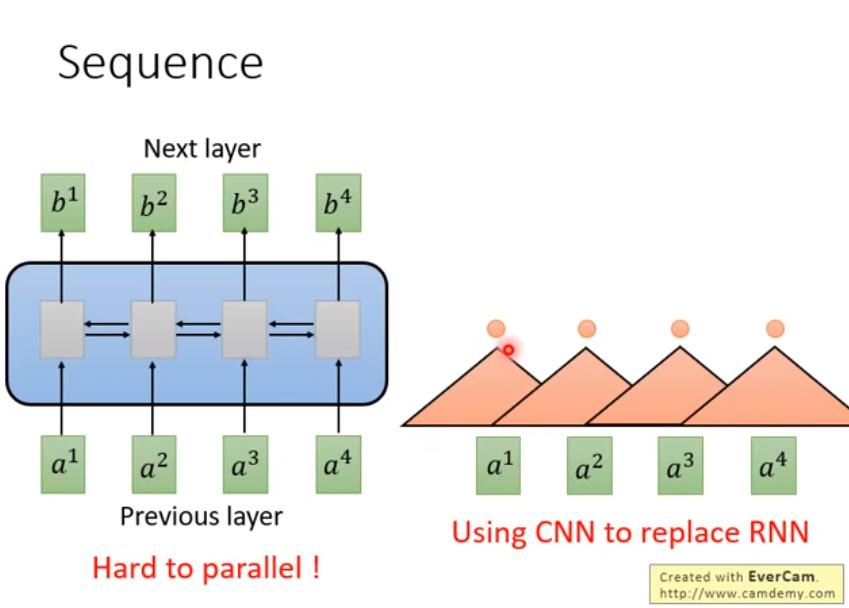 Sequence
Next layer
b¹ b² b³ b⁴
a¹ a² a³ a⁴
Previous layer
Hard to parallel !
a¹ a² a³ a⁴
Using CNN to replace RNN
Created with EverCam.
http://www.camdemy.com